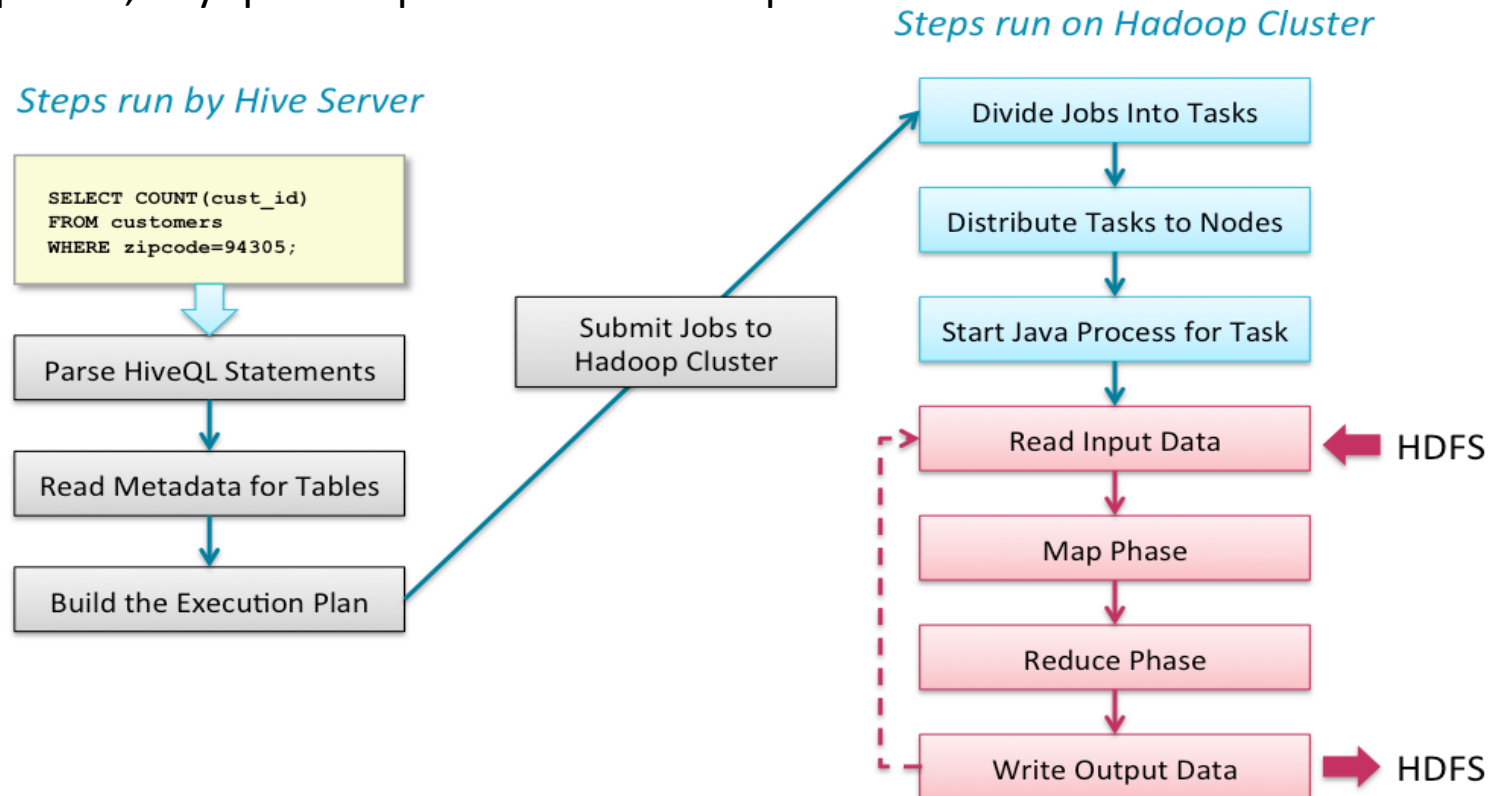 Steps run on Hadoop Cluster
Steps run by Hive Server
SELECT COUNT(cust_id)
FROM customers
WHERE zipcode=94305;
Parse HiveQL Statements
Read Metadata for Tables
Build the Execution Plan
Submit Jobs to
Hadoop Cluster
Divide Jobs Into Tasks
Distribute Tasks to Nodes
Start Java Process for Task
Read Input Data
HDFS
Map Phase
Reduce Phase
Write Output Data
HDFS